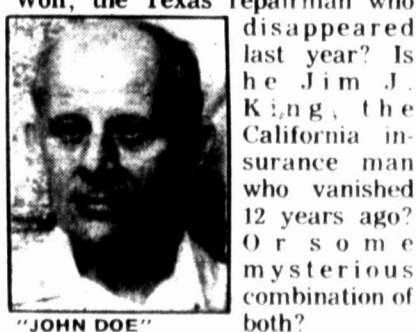 Wolf, the Texas repairman who
disappeared
last year? Is
he Jim J.
King, the
California in-
surance man
who vanished
12 years ago?
Or some
mysterious
combination of
both?
"JOHN DOE"